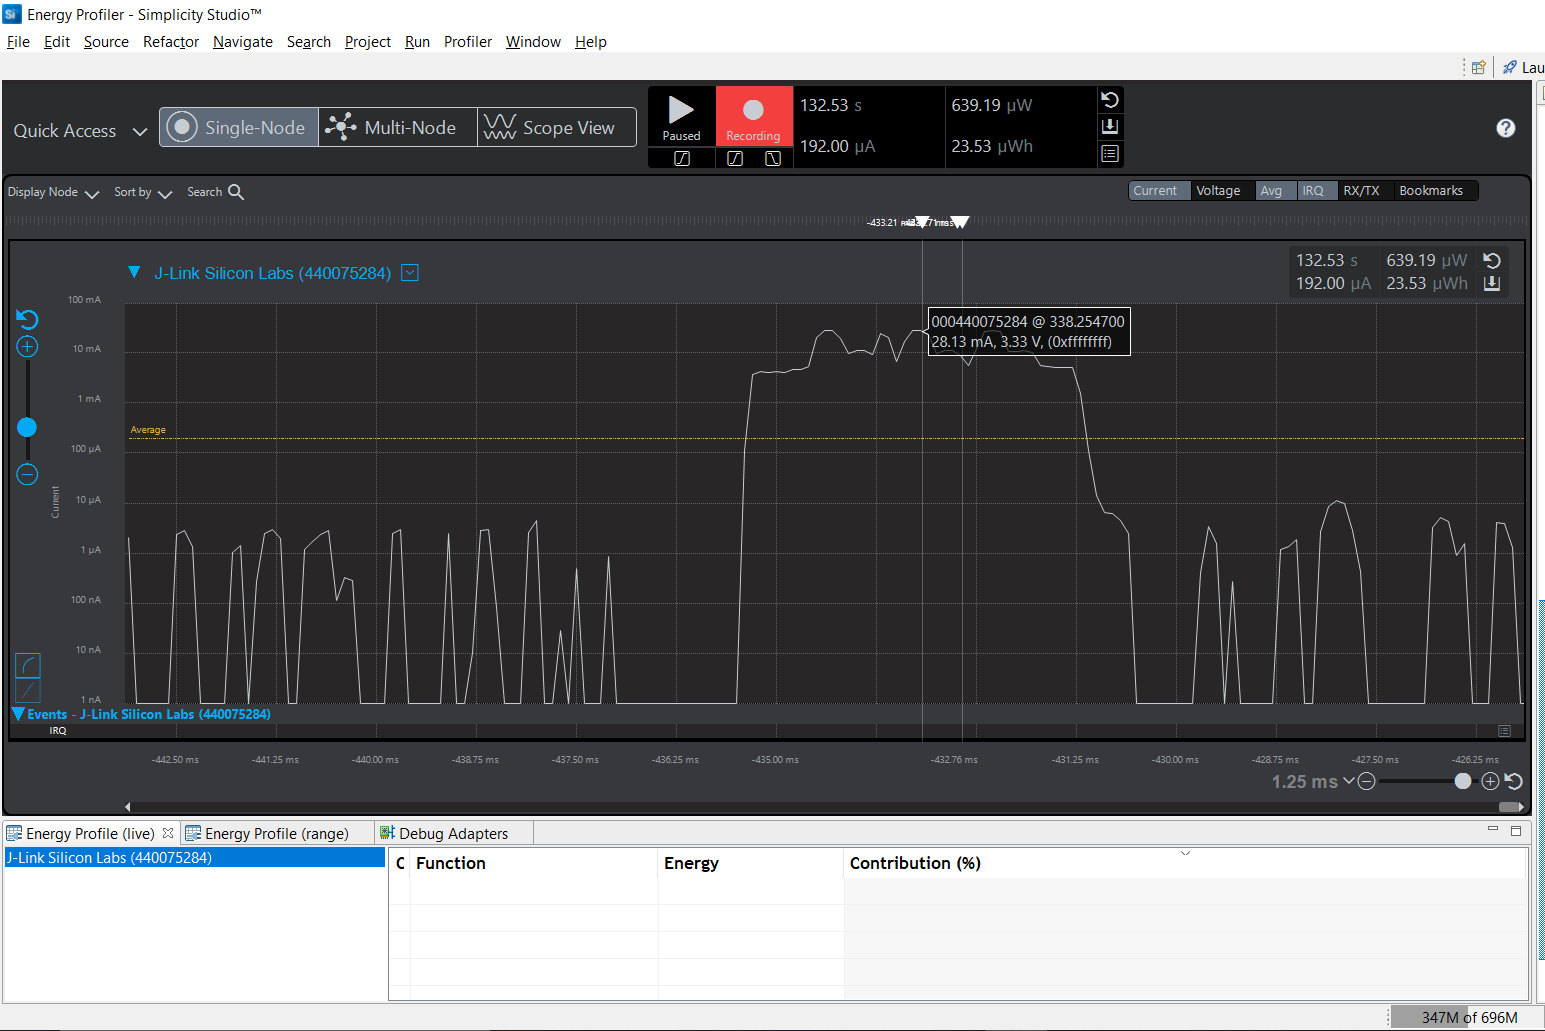 Energy Profiler - Simplicity Studio™
File Edit Source Refactor Navigate Search Project Run Profiler Window Help
Lau
Quick Access
Single-Node
Multi-Node
Scope View
Paused
Recording
132.53 s
639.19 µW
192.00 µA
23.53 µWh
Display Node Sort by Search
Current Voltage Avg IRQ RX/TX Bookmarks
-433.21
J-Link Silicon Labs (440075284)
132.53 s 639.19 µW
192.00 µA 23.53 µWh
100 mA
10 mA
1 mA
100 µA
10 µA
1 µA
100 nA
10 nA
1 nA
Current
Average
000440075284 @ 338.254700
28.13 mA, 3.33 V, (0xffffffff)
Events - J-Link Silicon Labs (440075284)
IRQ
-442.50 ms -441.25 ms -440.00 ms -438.75 ms -437.50 ms -436.25 ms -435.00 ms -432.76 ms -431.25 ms -430.00 ms -428.75 ms -427.50 ms -426.25 ms
1.25 ms
Energy Profile (live) Energy Profile (range) Debug Adapters
J-Link Silicon Labs (440075284)
C Function Energy Contribution (%)
347M of 696M